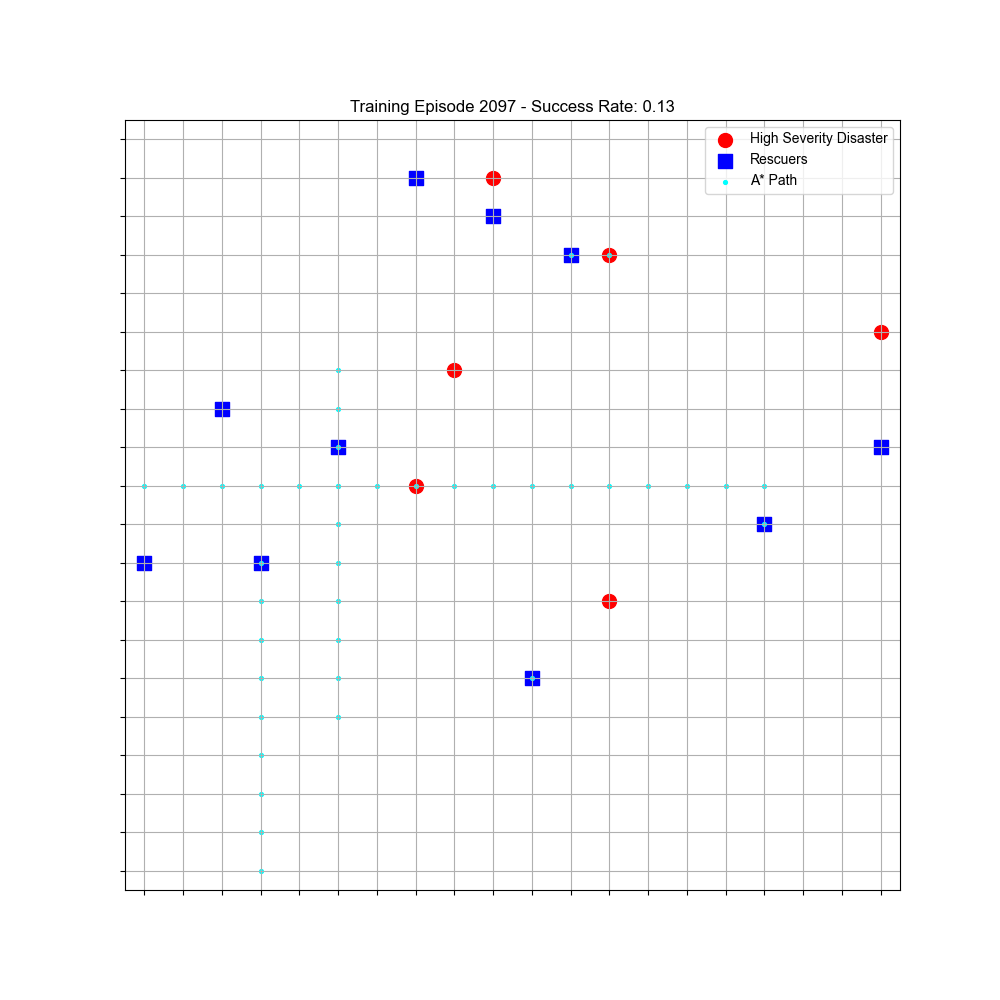 Training Episode 2097 - Success Rate: 0.13
High Severity Disaster
Rescuers
A* Path